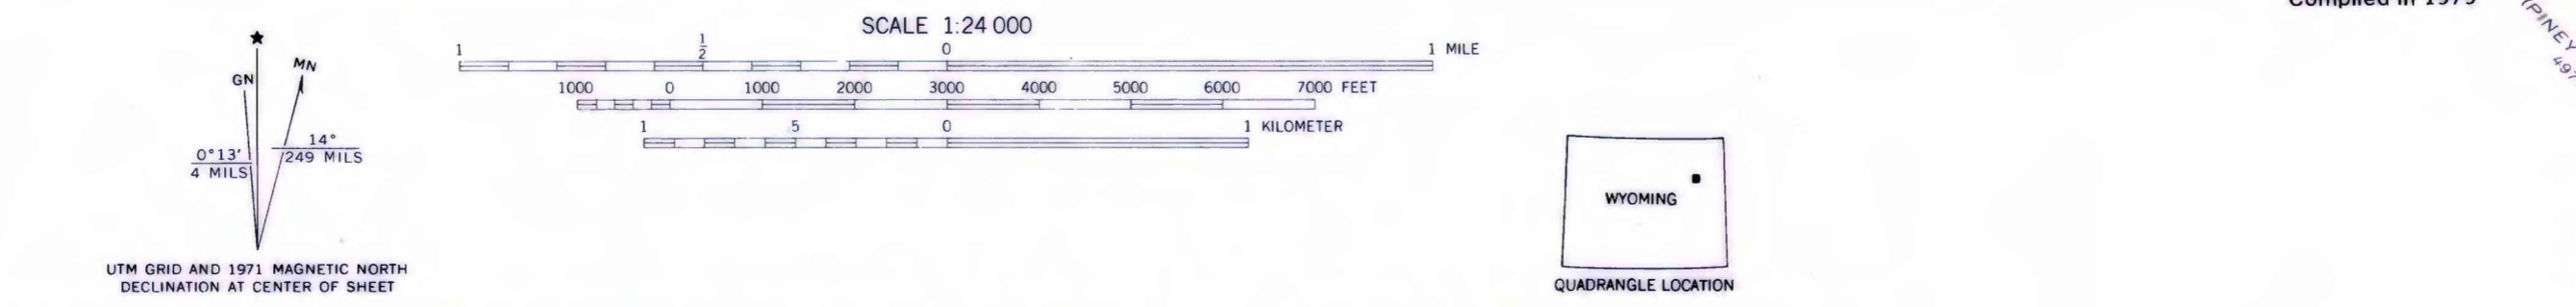 Compiled in 1979
(PINEY
497
SCALE 1:24 000
1 1/2 0 1 MILE
1000 0 1000 2000 3000 4000 5000 6000 7000 FEET
1 .5 0 1 KILOMETER
★
GN
MN
0°13′
4 MILS
14°
249 MILS
UTM GRID AND 1971 MAGNETIC NORTH
DECLINATION AT CENTER OF SHEET
WYOMING
QUADRANGLE LOCATION